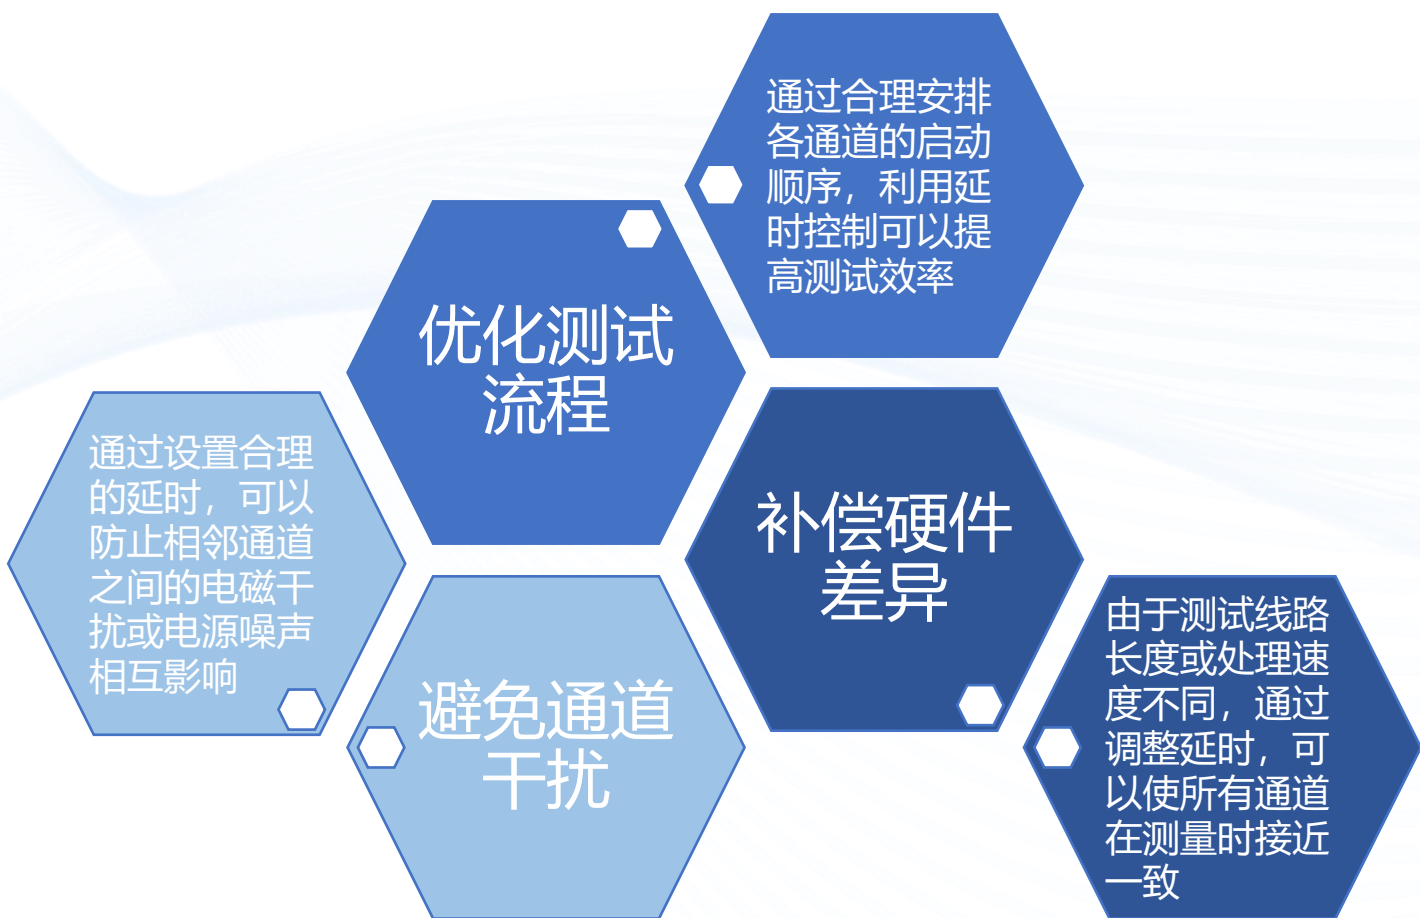 通过合理安排
各通道的启动
顺序，利用延
时控制可以提
高测试效率
优化测试
流程
通过设置合理
的延时，可以
防止相邻通道
之间的电磁干
扰或电源噪声
相互影响
补偿硬件
差异
避免通道
干扰
由于测试线路
长度或处理速
度不同，通过
调整延时，可
以使所有通道
在测量时接近
一致